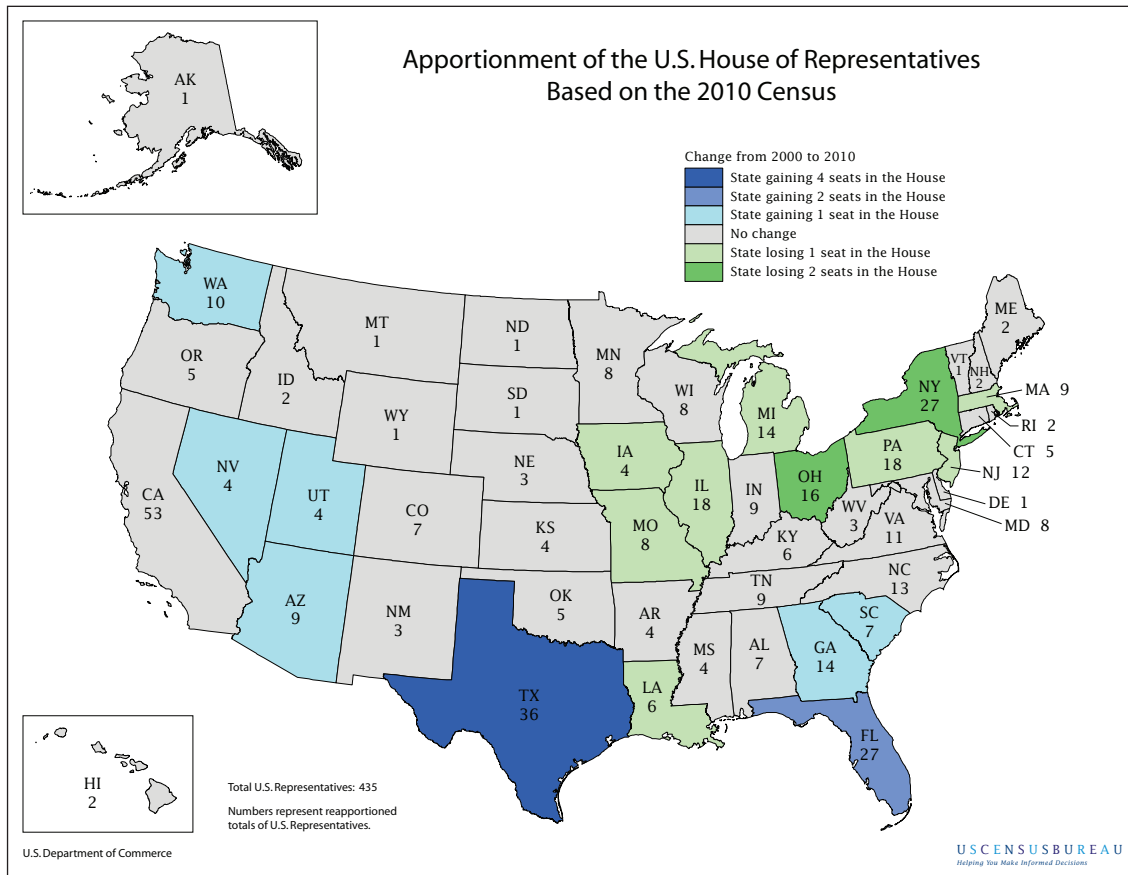 Apportionment of the U.S. House of Representatives
Based on the 2010 Census
AK
1
Change from 2000 to 2010
State gaining 4 seats in the House
State gaining 2 seats in the House
State gaining 1 seat in the House
No change
State losing 1 seat in the House
State losing 2 seats in the House
WA
10
OR
5
ID
2
MT
1
ND
1
MN
8
SD
1
WY
1
WI
8
MI
14
ME
2
VT
1
NH
2
NY
27
MA 9
RI 2
CT 5
NJ 12
DE 1
MD 8
PA
18
CA
53
NV
4
UT
4
CO
7
NE
3
IA
4
IL
18
IN
9
OH
16
WV
3
VA
11
KS
4
MO
8
KY
6
NC
13
TN
9
SC
7
AZ
9
NM
3
OK
5
AR
4
MS
4
AL
7
GA
14
TX
36
LA
6
FL
27
HI
2
Total U.S. Representatives: 435
Numbers represent reapportioned
totals of U.S. Representatives.
U.S. Department of Commerce
USCENSUSBUREAU
Helping You Make Informed Decisions